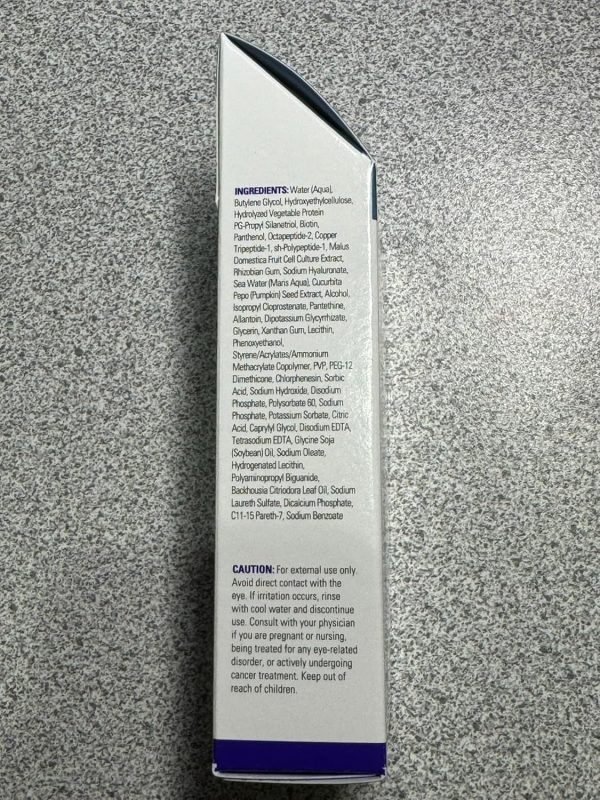 INGREDIENTS: Water (Aqua),
Butylene Glycol, Hydroxyethylcellulose,
Hydrolyzed Vegetable Protein
PG-Propyl Silanetriol, Biotin,
Panthenol, Octapeptide-2, Copper
Tripeptide-1, sh-Polypeptide-1, Malus
Domestica Fruit Cell Culture Extract,
Rhizobian Gum, Sodium Hyaluronate,
Sea Water (Maris Aqua), Cucurbita
Pepo (Pumpkin) Seed Extract, Alcohol,
Isopropyl Cloprostenate, Pantethine,
Allantoin, Dipotassium Glycyrrhizate,
Glycerin, Xanthan Gum, Lecithin,
Phenoxyethanol,
Styrene/Acrylates/Ammonium
Methacrylate Copolymer, PVP, PEG-12
Dimethicone, Chlorphenesin, Sorbic
Acid, Sodium Hydroxide, Disodium
Phosphate, Polysorbate 60, Sodium
Phosphate, Potassium Sorbate, Citric
Acid, Caprylyl Glycol, Disodium EDTA,
Tetrasodium EDTA, Glycine Soja
(Soybean) Oil, Sodium Oleate,
Hydrogenated Lecithin,
Polyaminopropyl Biguanide,
Backhousia Citriodora Leaf Oil, Sodium
Laureth Sulfate, Dicalcium Phosphate,
C11-15 Pareth-7, Sodium Benzoate
CAUTION: For external use only.
Avoid direct contact with the
eye. If irritation occurs, rinse
with cool water and discontinue
use. Consult with your physician
if you are pregnant or nursing,
being treated for any eye-related
disorder, or actively undergoing
cancer treatment. Keep out of
reach of children.